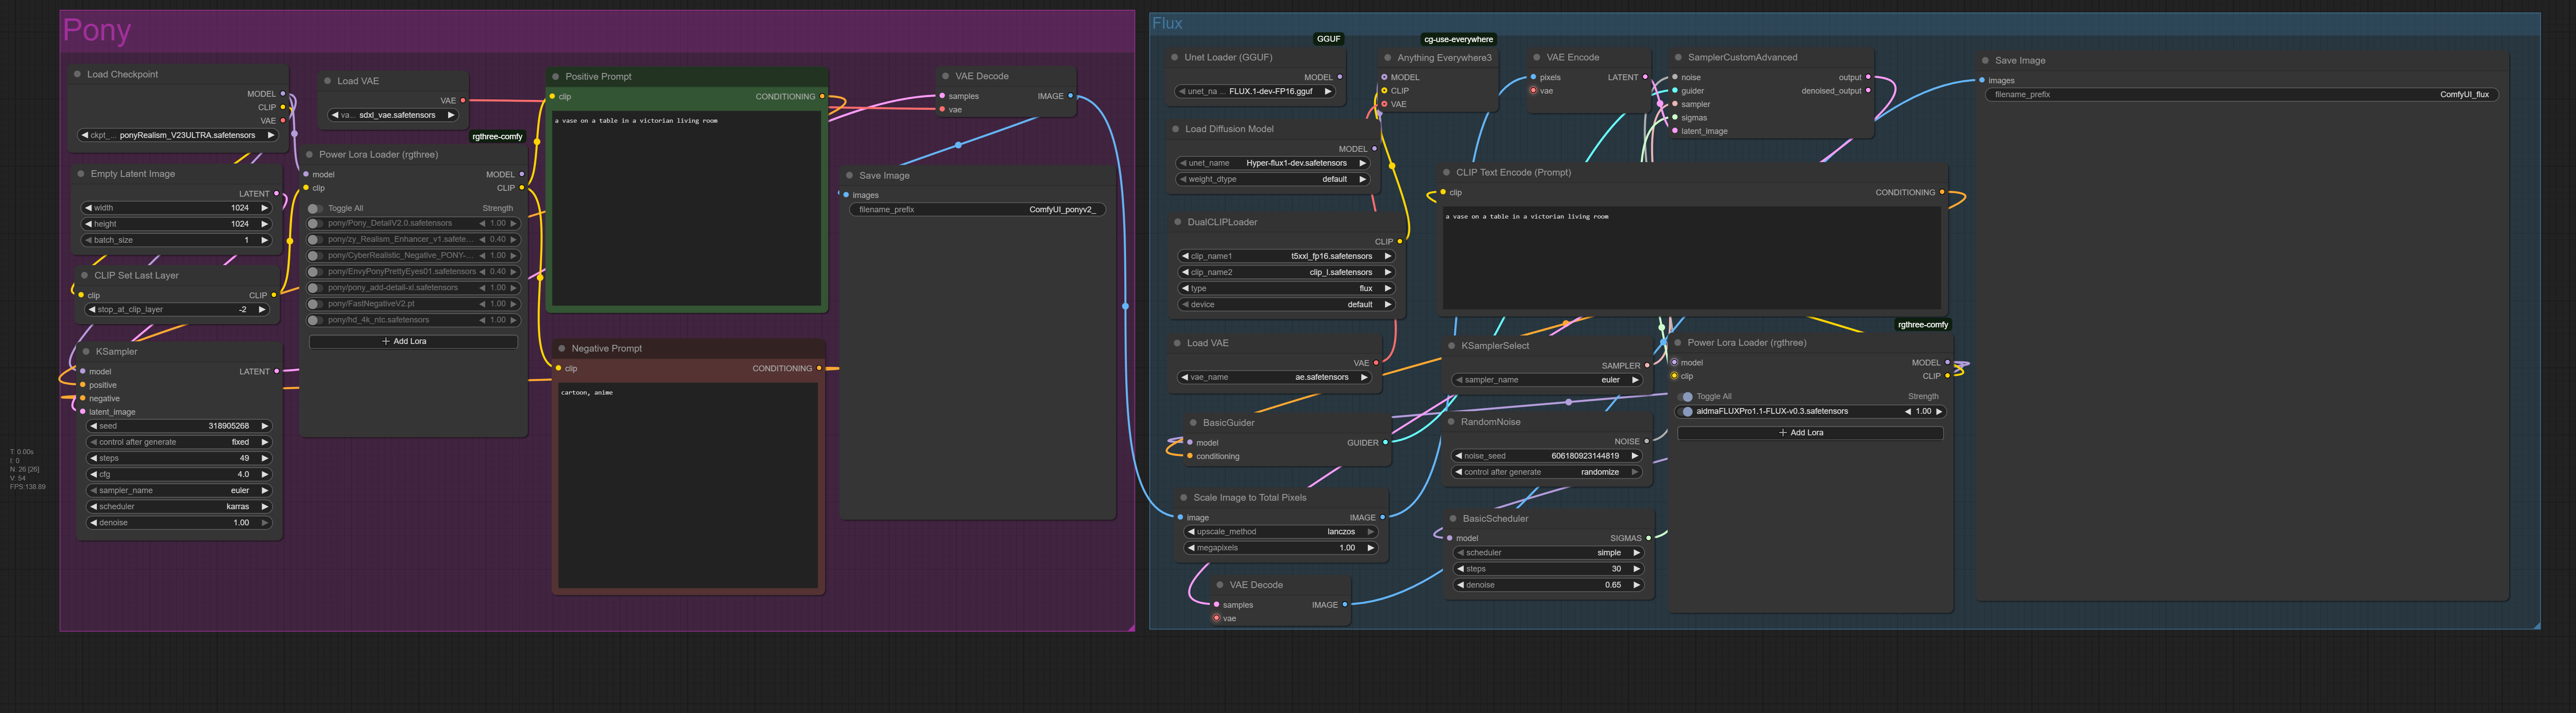 Pony
Load Checkpoint
MODEL
CLIP
VAE
ckpt_... ponyRealism_V23ULTRA.safetensors
Load VAE
VAE
va... sdxl_vae.safetensors
Empty Latent Image
LATENT
width 1024
height 1024
batch_size 1
CLIP Set Last Layer
clip CLIP
stop_at_clip_layer -2
KSampler
model LATENT
positive
negative
latent_image
seed 318905268
control after generate fixed
steps 49
cfg 4.0
sampler_name euler
scheduler karras
denoise 1.00
T: 0.00s
I: 0
N: 26 [26]
V: 54
FPS:138.89
rgthree-comfy
Power Lora Loader (rgthree)
model MODEL
clip CLIP
Toggle All Strength
pony/Pony_DetailV2.0.safetensors 1.00
pony/zy_Realism_Enhancer_v1.safete... 0.40
pony/CyberRealistic_Negative_PONY-... 1.00
pony/EnvyPonyPrettyEyes01.safetensors 0.40
pony/pony_add-detail-xl.safetensors 1.00
pony/FastNegativeV2.pt 1.00
pony/hd_4k_ntc.safetensors 1.00
+ Add Lora
Positive Prompt
clip CONDITIONING
a vase on a table in a victorian living room
Negative Prompt
clip CONDITIONING
cartoon, anime
VAE Decode
samples IMAGE
vae
Save Image
images
filename_prefix ComfyUI_ponyv2_
Flux
GGUF
Unet Loader (GGUF)
MODEL
unet_na ... FLUX.1-dev-FP16.gguf
Load Diffusion Model
MODEL
unet_name Hyper-flux1-dev.safetensors
weight_dtype default
DualCLIPLoader
CLIP
clip_name1 t5xxl_fp16.safetensors
clip_name2 clip_l.safetensors
type flux
device default
Load VAE
VAE
vae_name ae.safetensors
BasicGuider
model GUIDER
conditioning
Scale Image to Total Pixels
image IMAGE
upscale_method lanczos
megapixels 1.00
VAE Decode
samples IMAGE
vae
cg-use-everywhere
Anything Everywhere3
MODEL
CLIP
VAE
VAE Encode
pixels LATENT
vae
SamplerCustomAdvanced
noise output
guider denoised_output
sampler
sigmas
latent_image
CLIP Text Encode (Prompt)
clip CONDITIONING
a vase on a table in a victorian living room
KSamplerSelect
SAMPLER
sampler_name euler
RandomNoise
NOISE
noise_seed 606180923144819
control after generate randomize
BasicScheduler
model SIGMAS
scheduler simple
steps 30
denoise 0.65
rgthree-comfy
Power Lora Loader (rgthree)
model MODEL
clip CLIP
Toggle All Strength
aidmaFLUXPro1.1-FLUX-v0.3.safetensors 1.00
+ Add Lora
Save Image
images
filename_prefix ComfyUI_flux